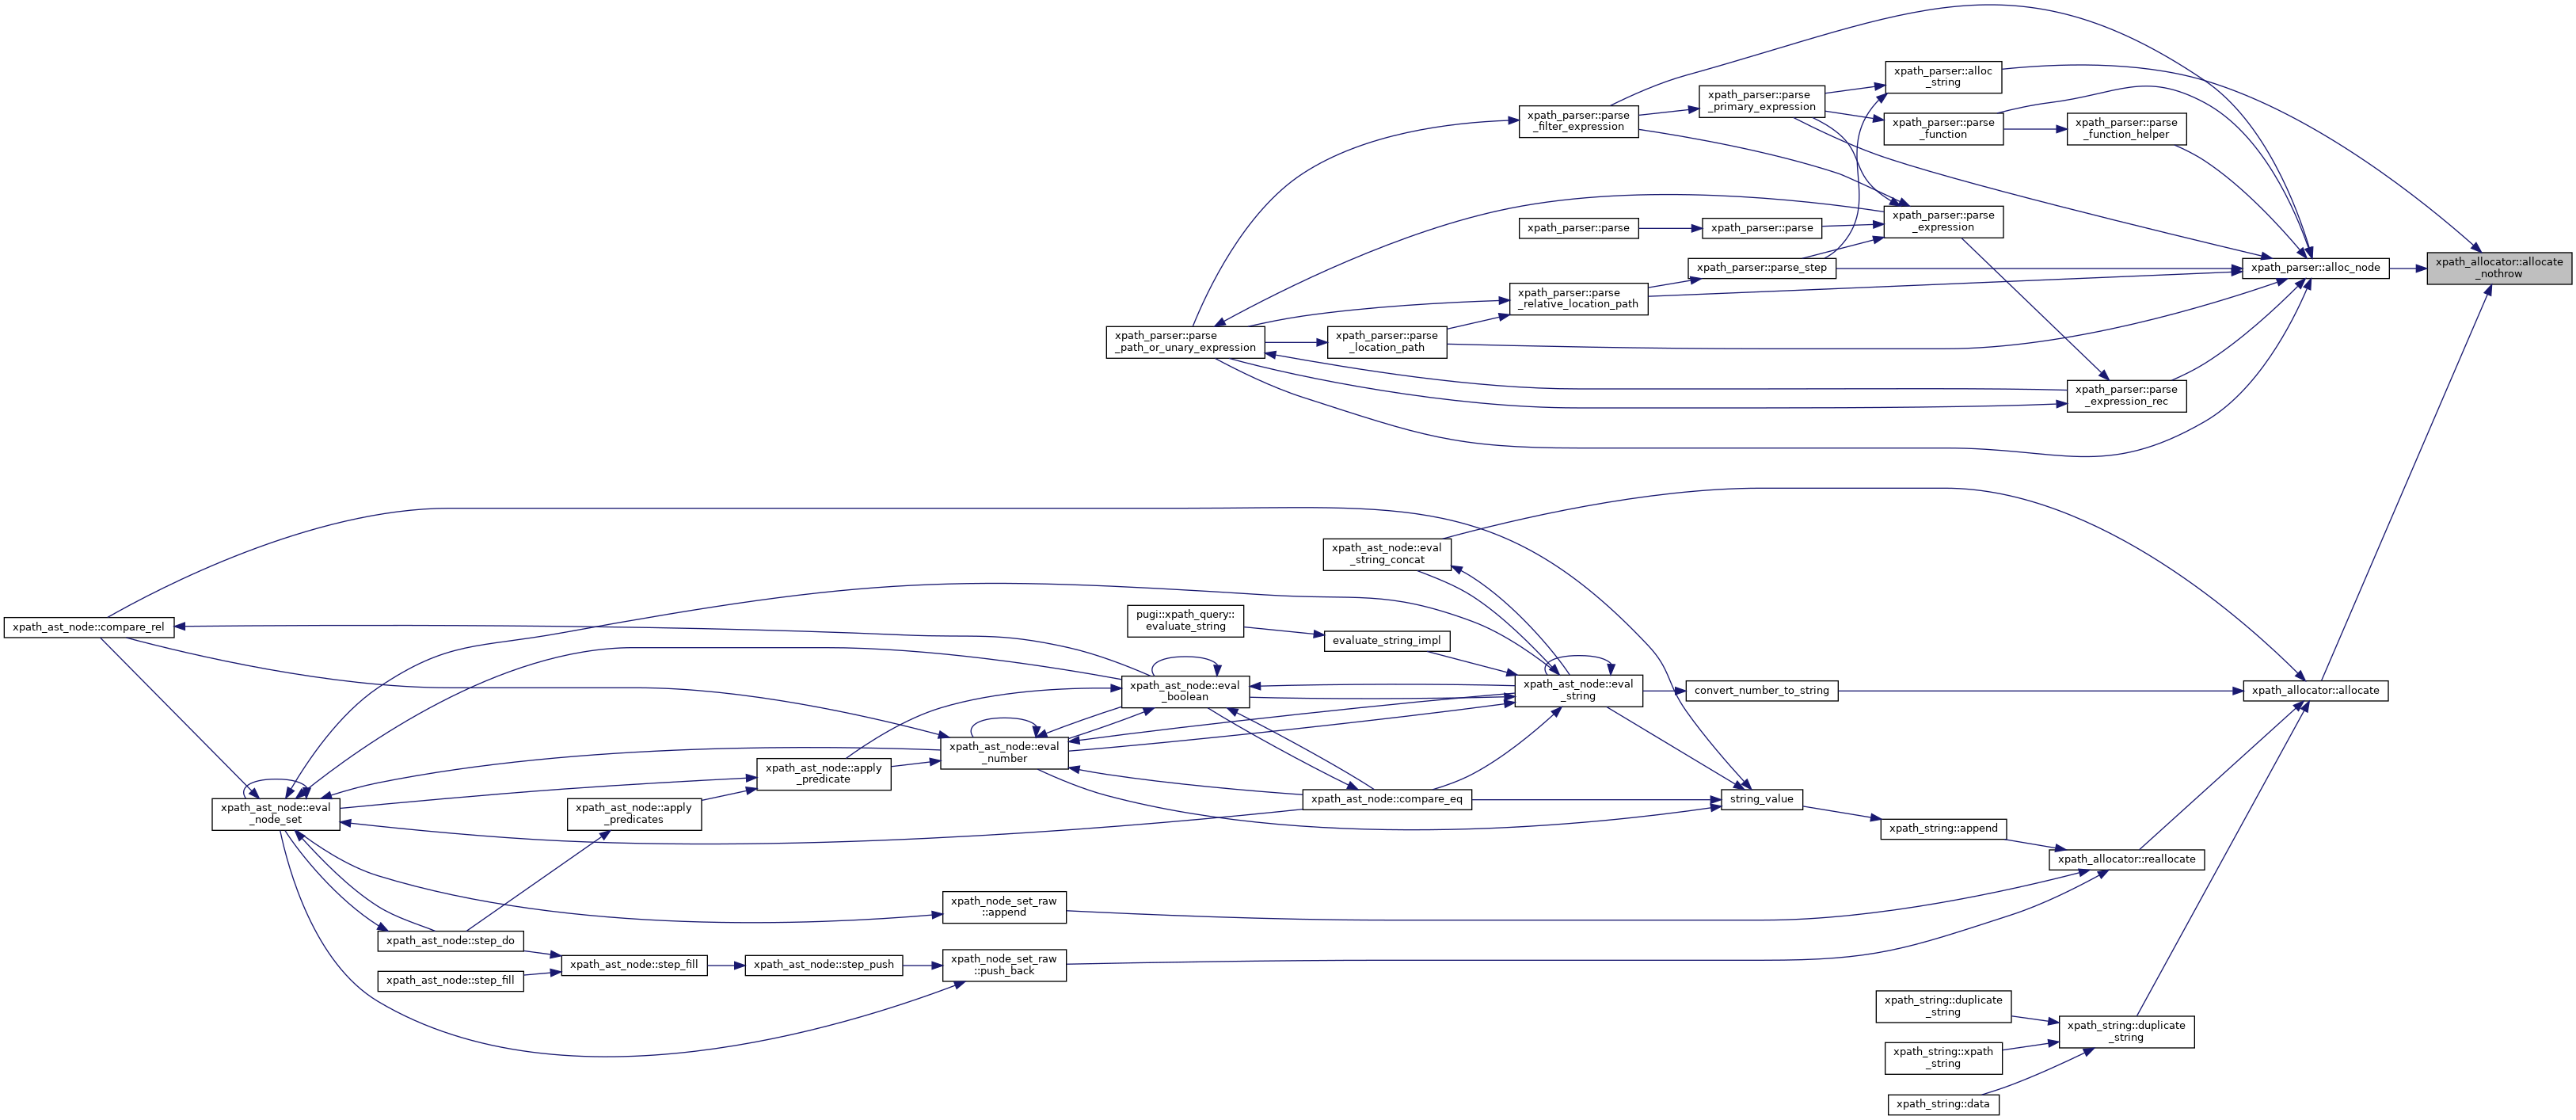 xpath_parser::alloc
_string
xpath_parser::parse
_primary_expression
xpath_parser::parse
_filter_expression
xpath_parser::parse
_function
xpath_parser::parse
_function_helper
xpath_parser::parse
_expression
xpath_parser::parse
xpath_parser::parse
xpath_parser::parse_step
xpath_parser::alloc_node
xpath_allocator::allocate
_nothrow
xpath_parser::parse
_relative_location_path
xpath_parser::parse
_path_or_unary_expression
xpath_parser::parse
_location_path
xpath_parser::parse
_expression_rec
xpath_ast_node::eval
_string_concat
pugi::xpath_query::
evaluate_string
xpath_ast_node::compare_rel
evaluate_string_impl
xpath_ast_node::eval
_boolean
xpath_ast_node::eval
_string
convert_number_to_string
xpath_allocator::allocate
xpath_ast_node::eval
_number
xpath_ast_node::apply
_predicate
xpath_ast_node::eval
_node_set
xpath_ast_node::apply
_predicates
xpath_ast_node::compare_eq
string_value
xpath_string::append
xpath_allocator::reallocate
xpath_node_set_raw
::append
xpath_ast_node::step_do
xpath_ast_node::step_fill
xpath_ast_node::step_push
xpath_node_set_raw
::push_back
xpath_ast_node::step_fill
xpath_string::duplicate
_string
xpath_string::duplicate
_string
xpath_string::xpath
_string
xpath_string::data